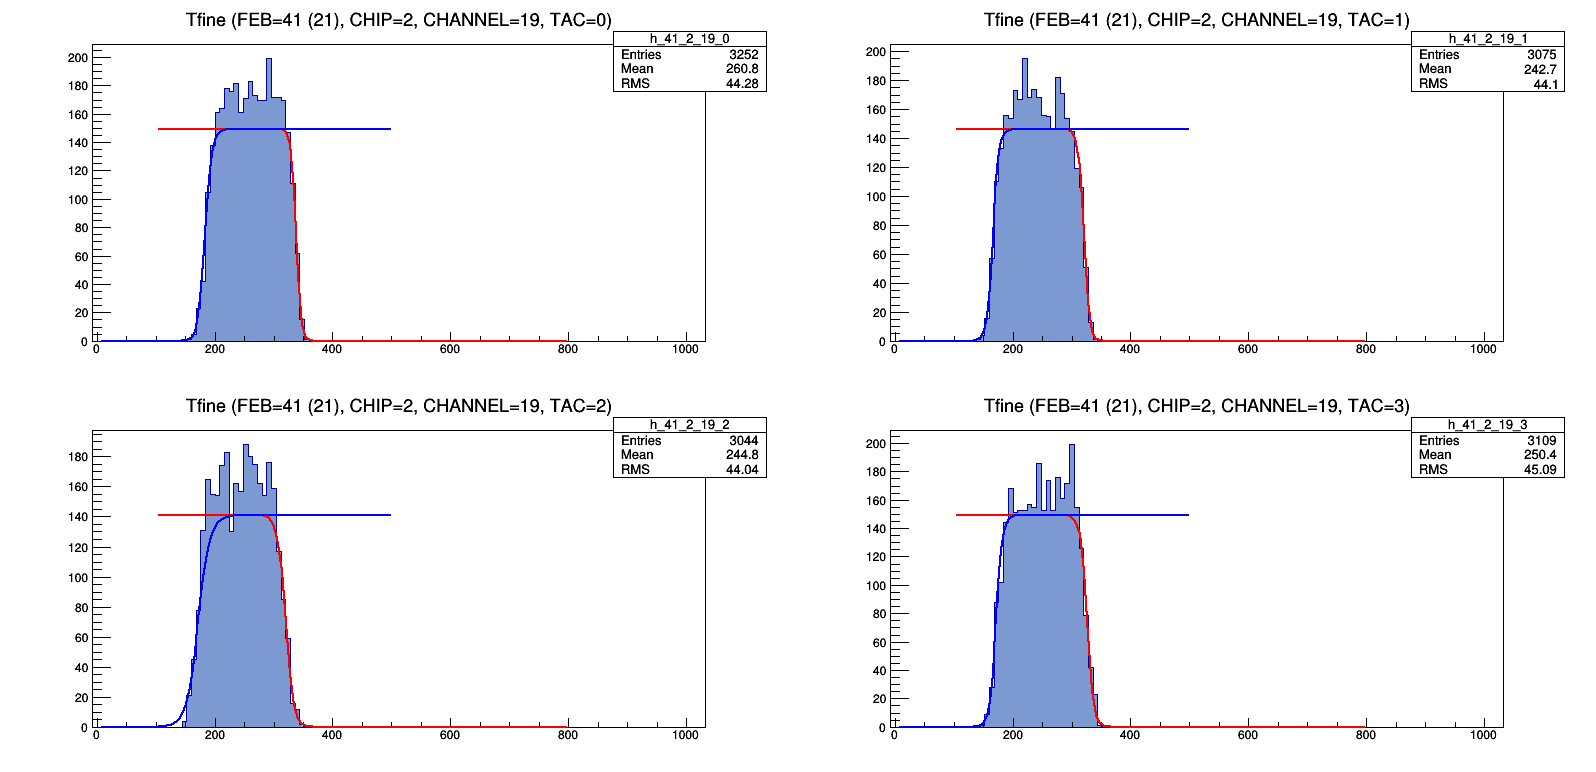 Tfine (FEB=41 (21), CHIP=2, CHANNEL=19, TAC=0)
h_41_2_19_0
Entries 3252
Mean 260.8
RMS 44.28
200
180
160
140
120
100
80
60
40
20
0
0 200 400 600 800 1000
Tfine (FEB=41 (21), CHIP=2, CHANNEL=19, TAC=1)
h_41_2_19_1
Entries 3075
Mean 242.7
RMS 44.1
200
180
160
140
120
100
80
60
40
20
0
0 200 400 600 800 1000
Tfine (FEB=41 (21), CHIP=2, CHANNEL=19, TAC=2)
h_41_2_19_2
Entries 3044
Mean 244.8
RMS 44.04
180
160
140
120
100
80
60
40
20
0
0 200 400 600 800 1000
Tfine (FEB=41 (21), CHIP=2, CHANNEL=19, TAC=3)
h_41_2_19_3
Entries 3109
Mean 250.4
RMS 45.09
200
180
160
140
120
100
80
60
40
20
0
0 200 400 600 800 1000